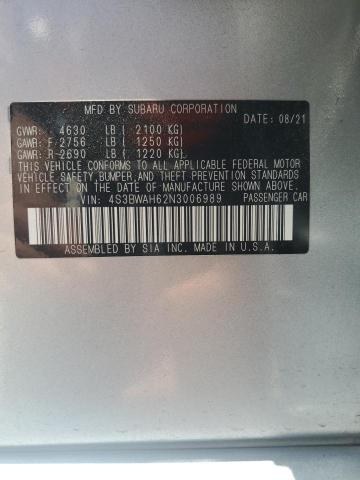 MFD BY SUBARU CORPORATION
DATE: 08/21
GVWR: 4630 LB ( 2100 KG)
GAWR: F-2756 LB ( 1250 KG)
GAWR: R-2690 LB ( 1220 KG)
THIS VEHICLE CONFORMS TO ALL APPLICABLE FEDERAL MOTOR
VEHICLE SAFETY, BUMPER, AND THEFT PREVENTION STANDARDS
IN EFFECT ON THE DATE OF MANUFACTURE SHOWN ABOVE.
VIN: 4S3BWAH62N3006989 PASSENGER CAR
ASSEMBLED BY SIA INC. MADE IN U.S.A.